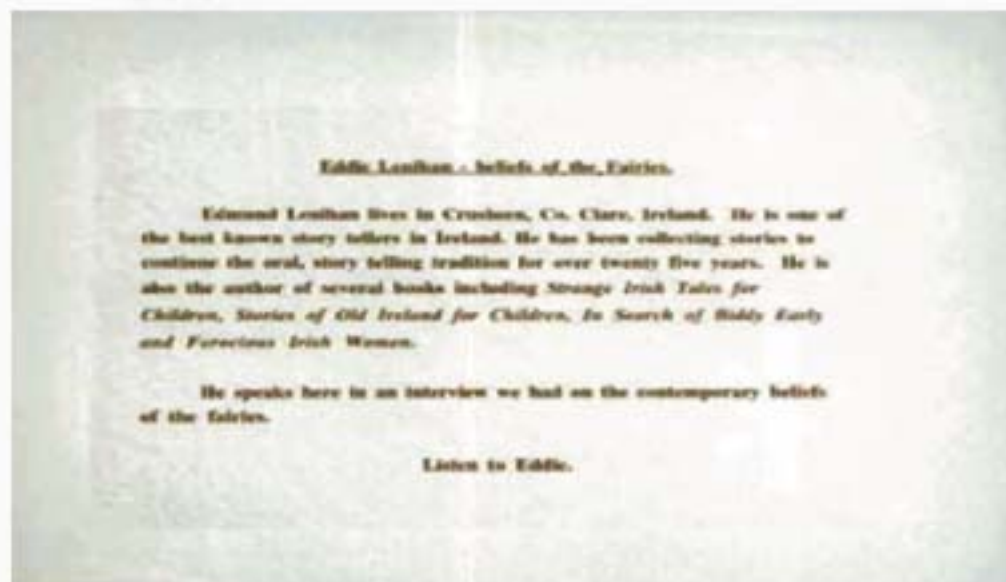 Eddie Lenihan - beliefs of the Fairies.
Edmund Lenihan lives in Crusheen, Co. Clare, Ireland. He is one of
the best known story tellers in Ireland. He has been collecting stories to
continue the oral, story telling tradition for over twenty five years. He is
also the author of several books including Strange Irish Tales for
Children, Stories of Old Ireland for Children, In Search of Biddy Early
and Ferocious Irish Women.
He speaks here in an interview we had on the contemporary beliefs
of the fairies.
Listen to Eddie.